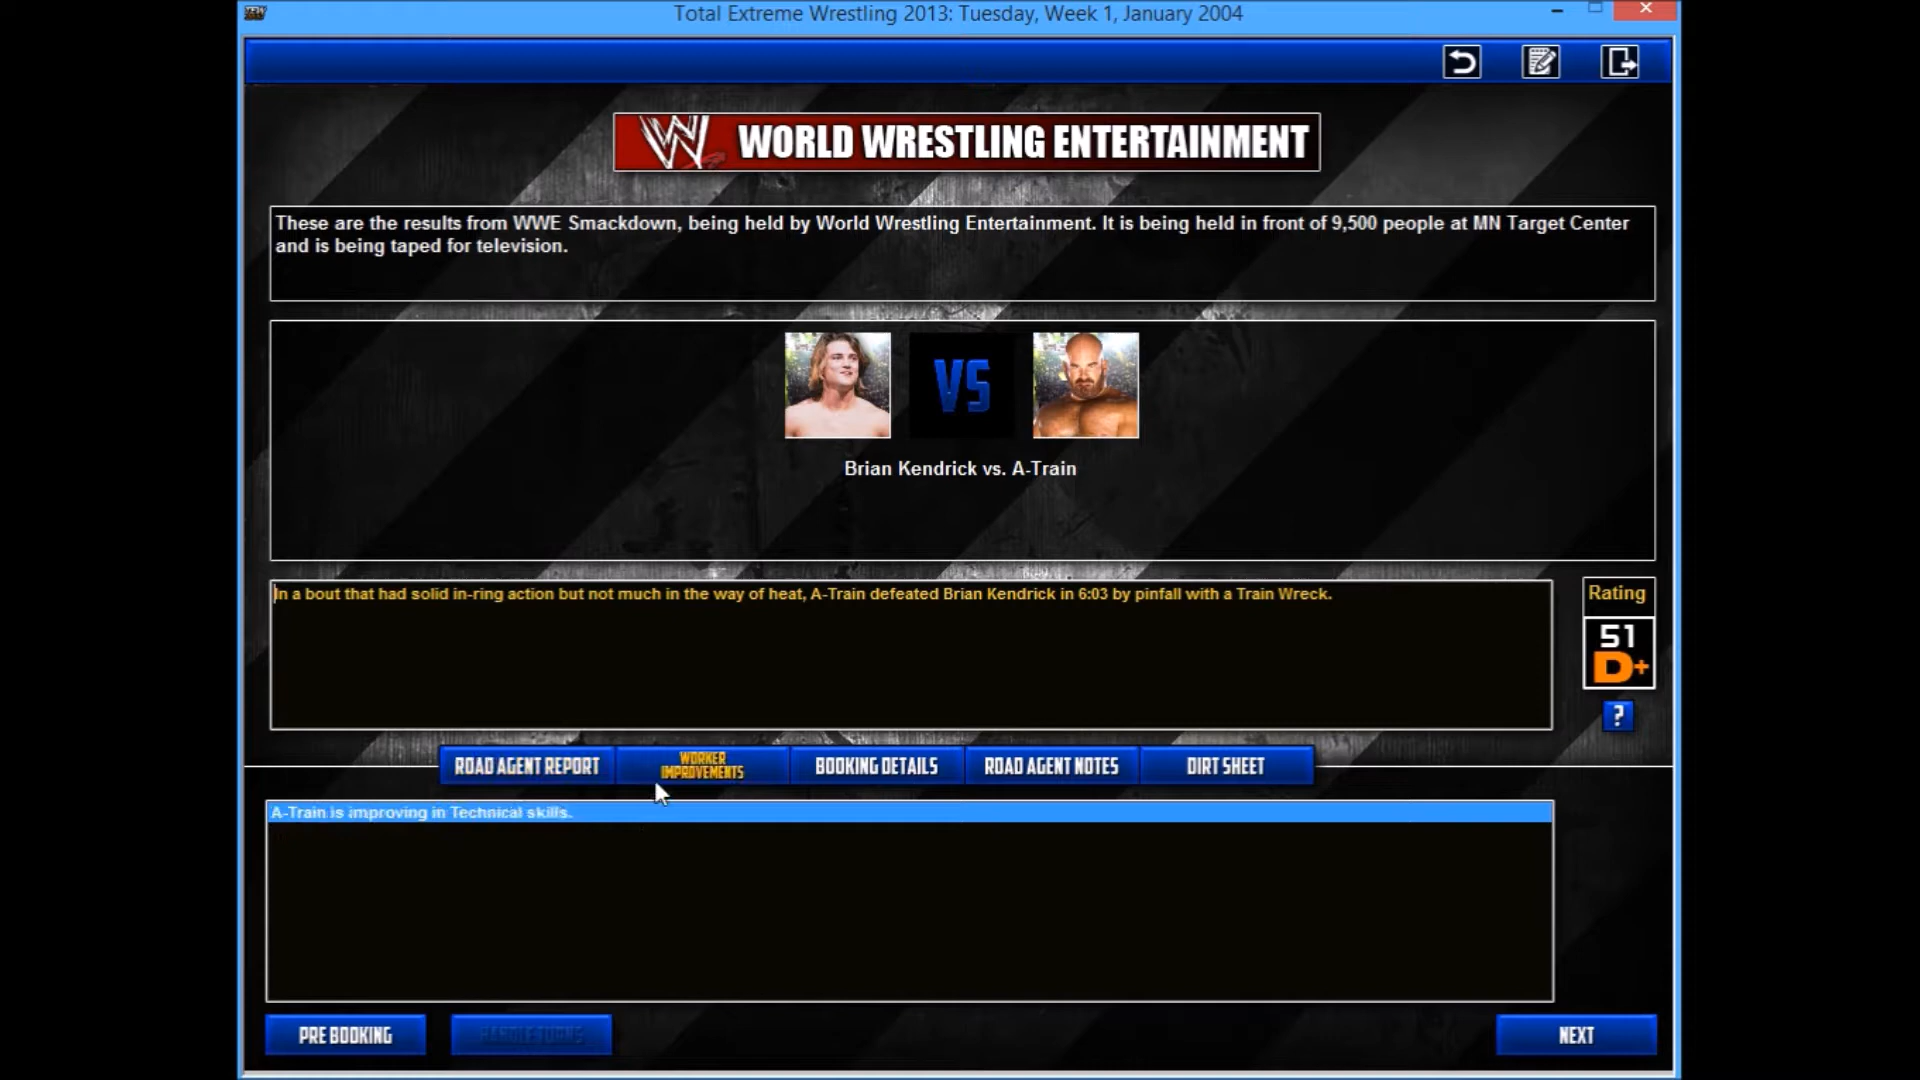 Total Extreme Wrestling 2013: Tuesday, Week 1, January 2004
W WORLD WRESTLING ENTERTAINMENT
These are the results from WWE Smackdown, being held by World Wrestling Entertainment. It is being held in front of 9,500 people at MN Target Center
and is being taped for television.
VS
Brian Kendrick vs. A-Train
In a bout that had solid in-ring action but not much in the way of heat, A-Train defeated Brian Kendrick in 6:03 by pinfall with a Train Wreck.
Rating
51
D+
?
ROAD AGENT REPORT
WORKER
IMPROVEMENTS
BOOKING DETAILS
ROAD AGENT NOTES
DIRT SHEET
A-Train is improving in Technical skills.
PRE BOOKING
HANDLE TURNS
NEXT